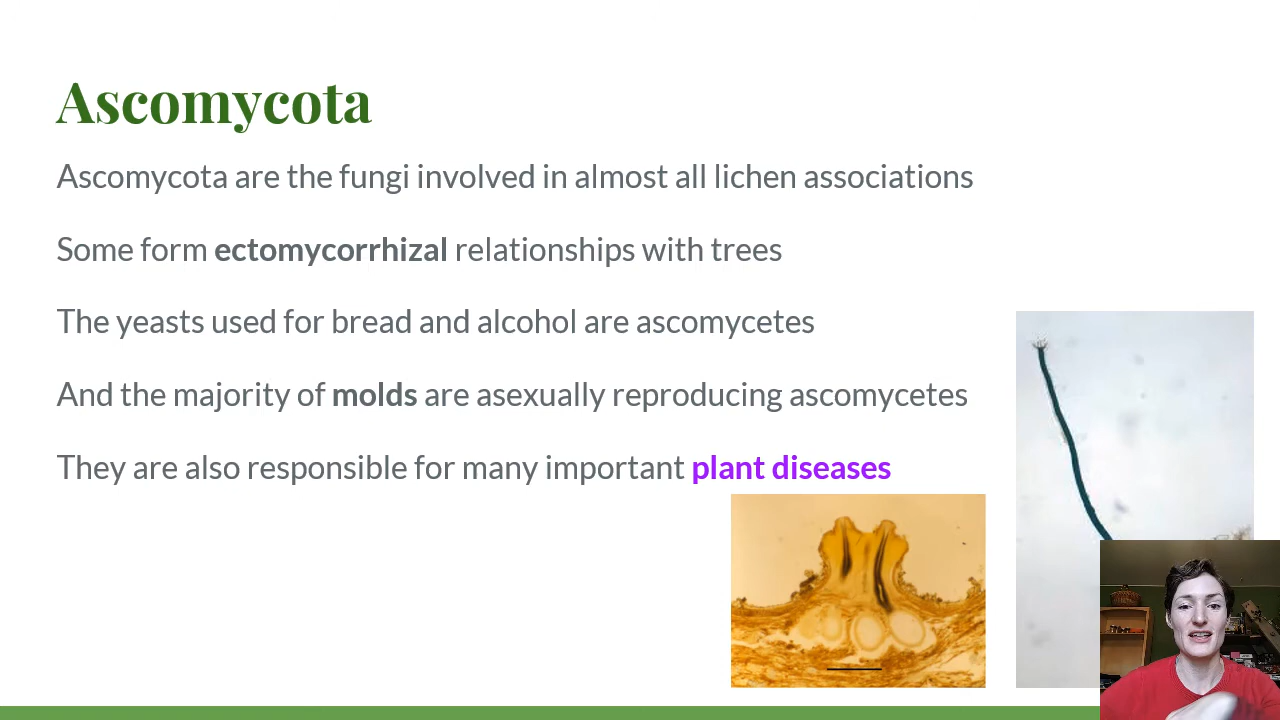 Ascomycota
Ascomycota are the fungi involved in almost all lichen associations
Some form ectomycorrhizal relationships with trees
The yeasts used for bread and alcohol are ascomycetes
And the majority of molds are asexually reproducing ascomycetes
They are also responsible for many important plant diseases